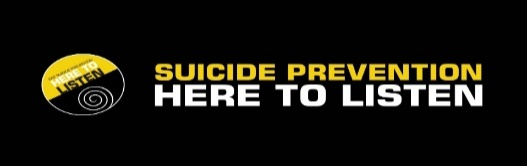 HERE TO
LISTEN
SUICIDE PREVENTION
HERE TO LISTEN